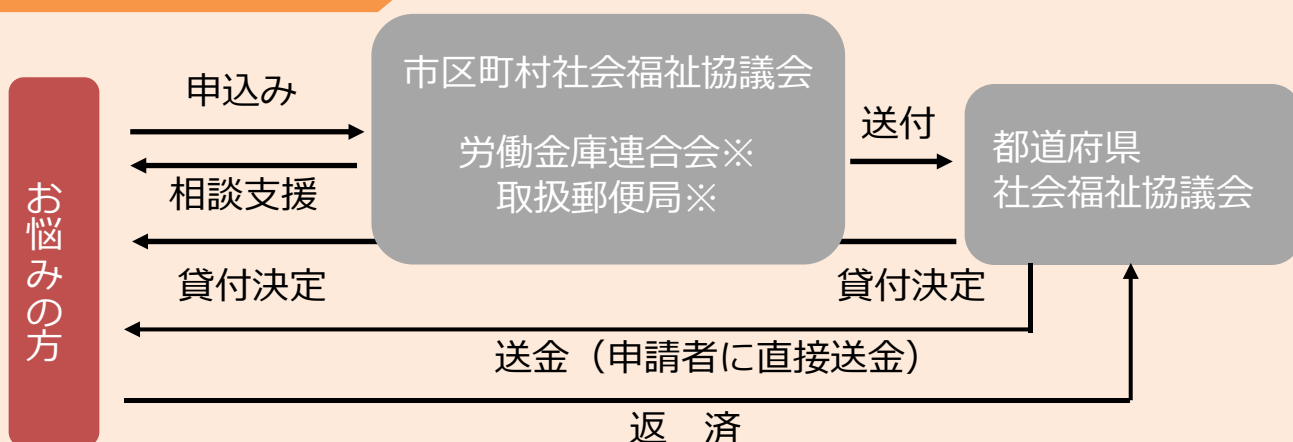 お悩みの方
申込み
相談支援
市区町村社会福祉協議会
労働金庫連合会※
取扱郵便局※
送付
都道府県
社会福祉協議会
貸付決定
貸付決定
送金（申請者に直接送金）
返　済